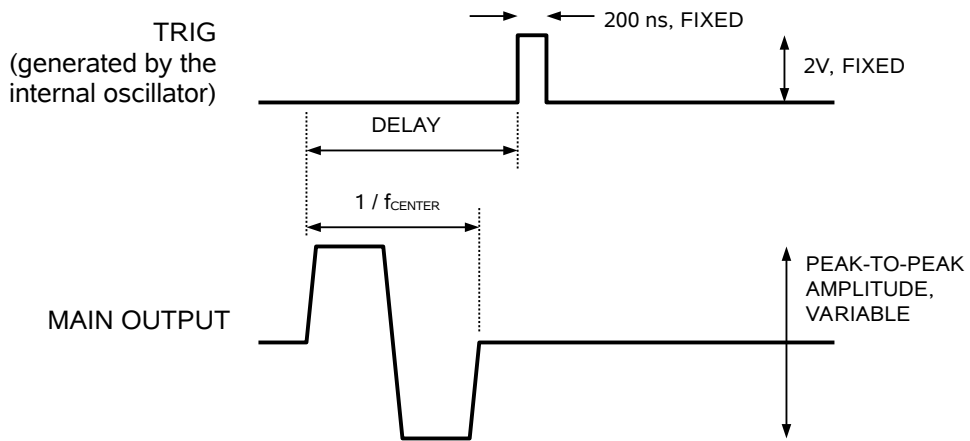 TRIG
(generated by the
internal oscillator)
200 ns, FIXED
2V, FIXED
DELAY
1 / fCENTER
MAIN OUTPUT
PEAK-TO-PEAK
AMPLITUDE,
VARIABLE